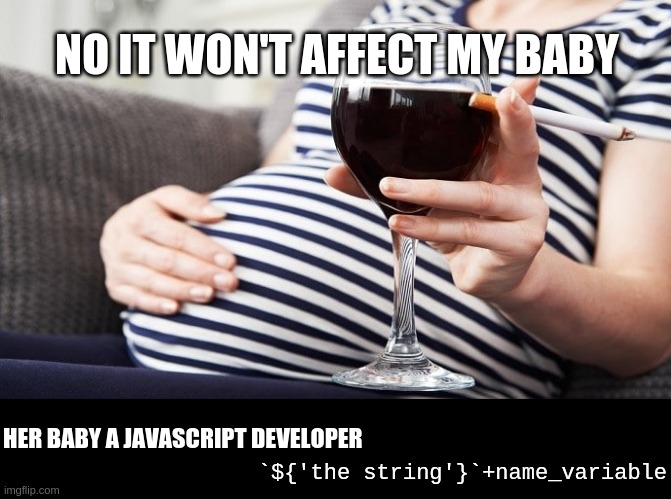 NO IT WON'T AFFECT MY BABY
HER BABY A JAVASCRIPT DEVELOPER
`${'the string'}`+name_variable
imgflip.com